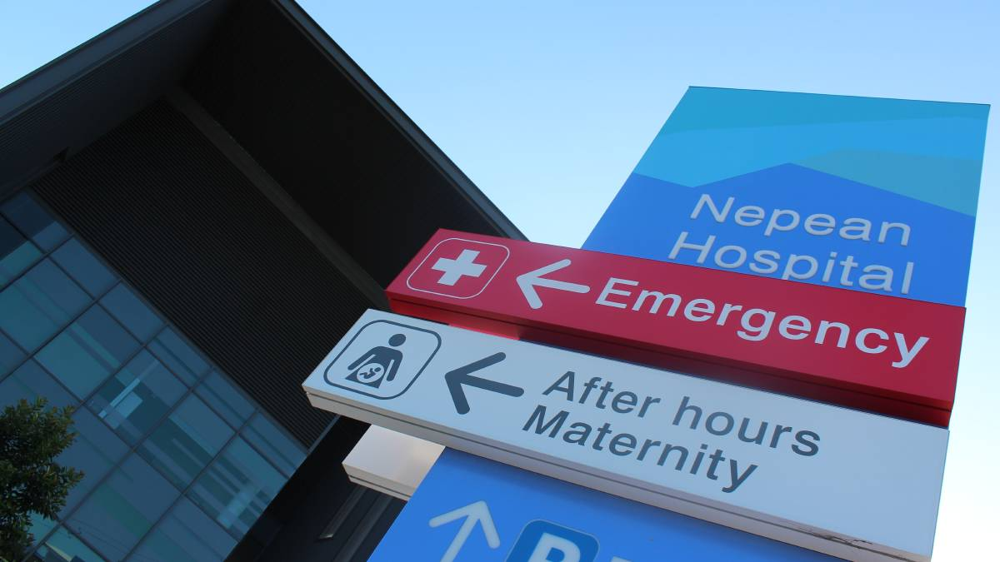 Nepean
Hospital
Emergency
After hours
Maternity
P